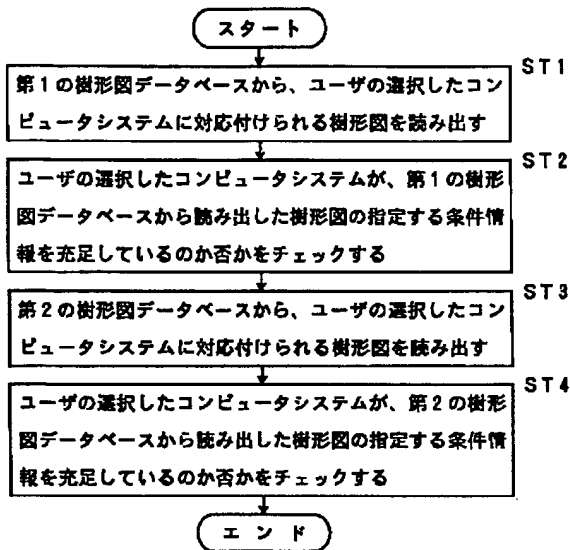 スタート
ST1
第1の樹形図データベースから、ユーザの選択したコン
ピュータシステムに対応付けられる樹形図を読み出す
ST2
ユーザの選択したコンピュータシステムが、第1の樹形
図データベースから読み出した樹形図の指定する条件情
報を充足しているのか否かをチェックする
ST3
第2の樹形図データベースから、ユーザの選択したコン
ピュータシステムに対応付けられる樹形図を読み出す
ST4
ユーザの選択したコンピュータシステムが、第2の樹形
図データベースから読み出した樹形図の指定する条件情
報を充足しているのか否かをチェックする
エンド